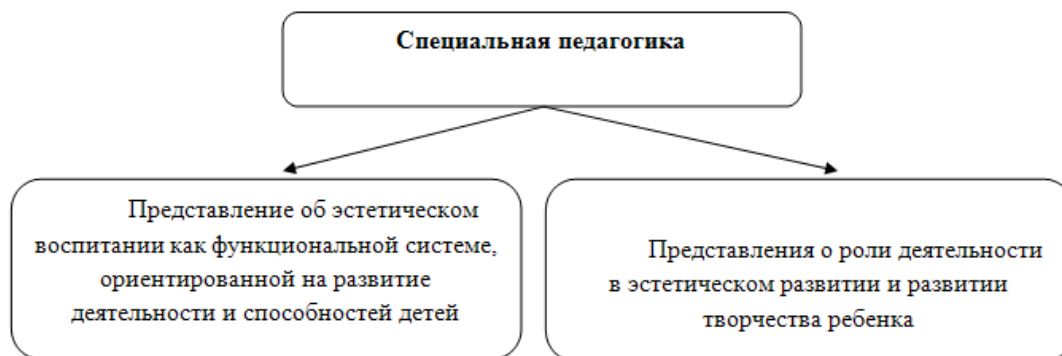 Специальная педагогика
Представление об эстетическом
воспитании как функциональной системе,
ориентированной на развитие
деятельности и способностей детей
Представления о роли деятельности
в эстетическом развитии и развитии
творчества ребенка